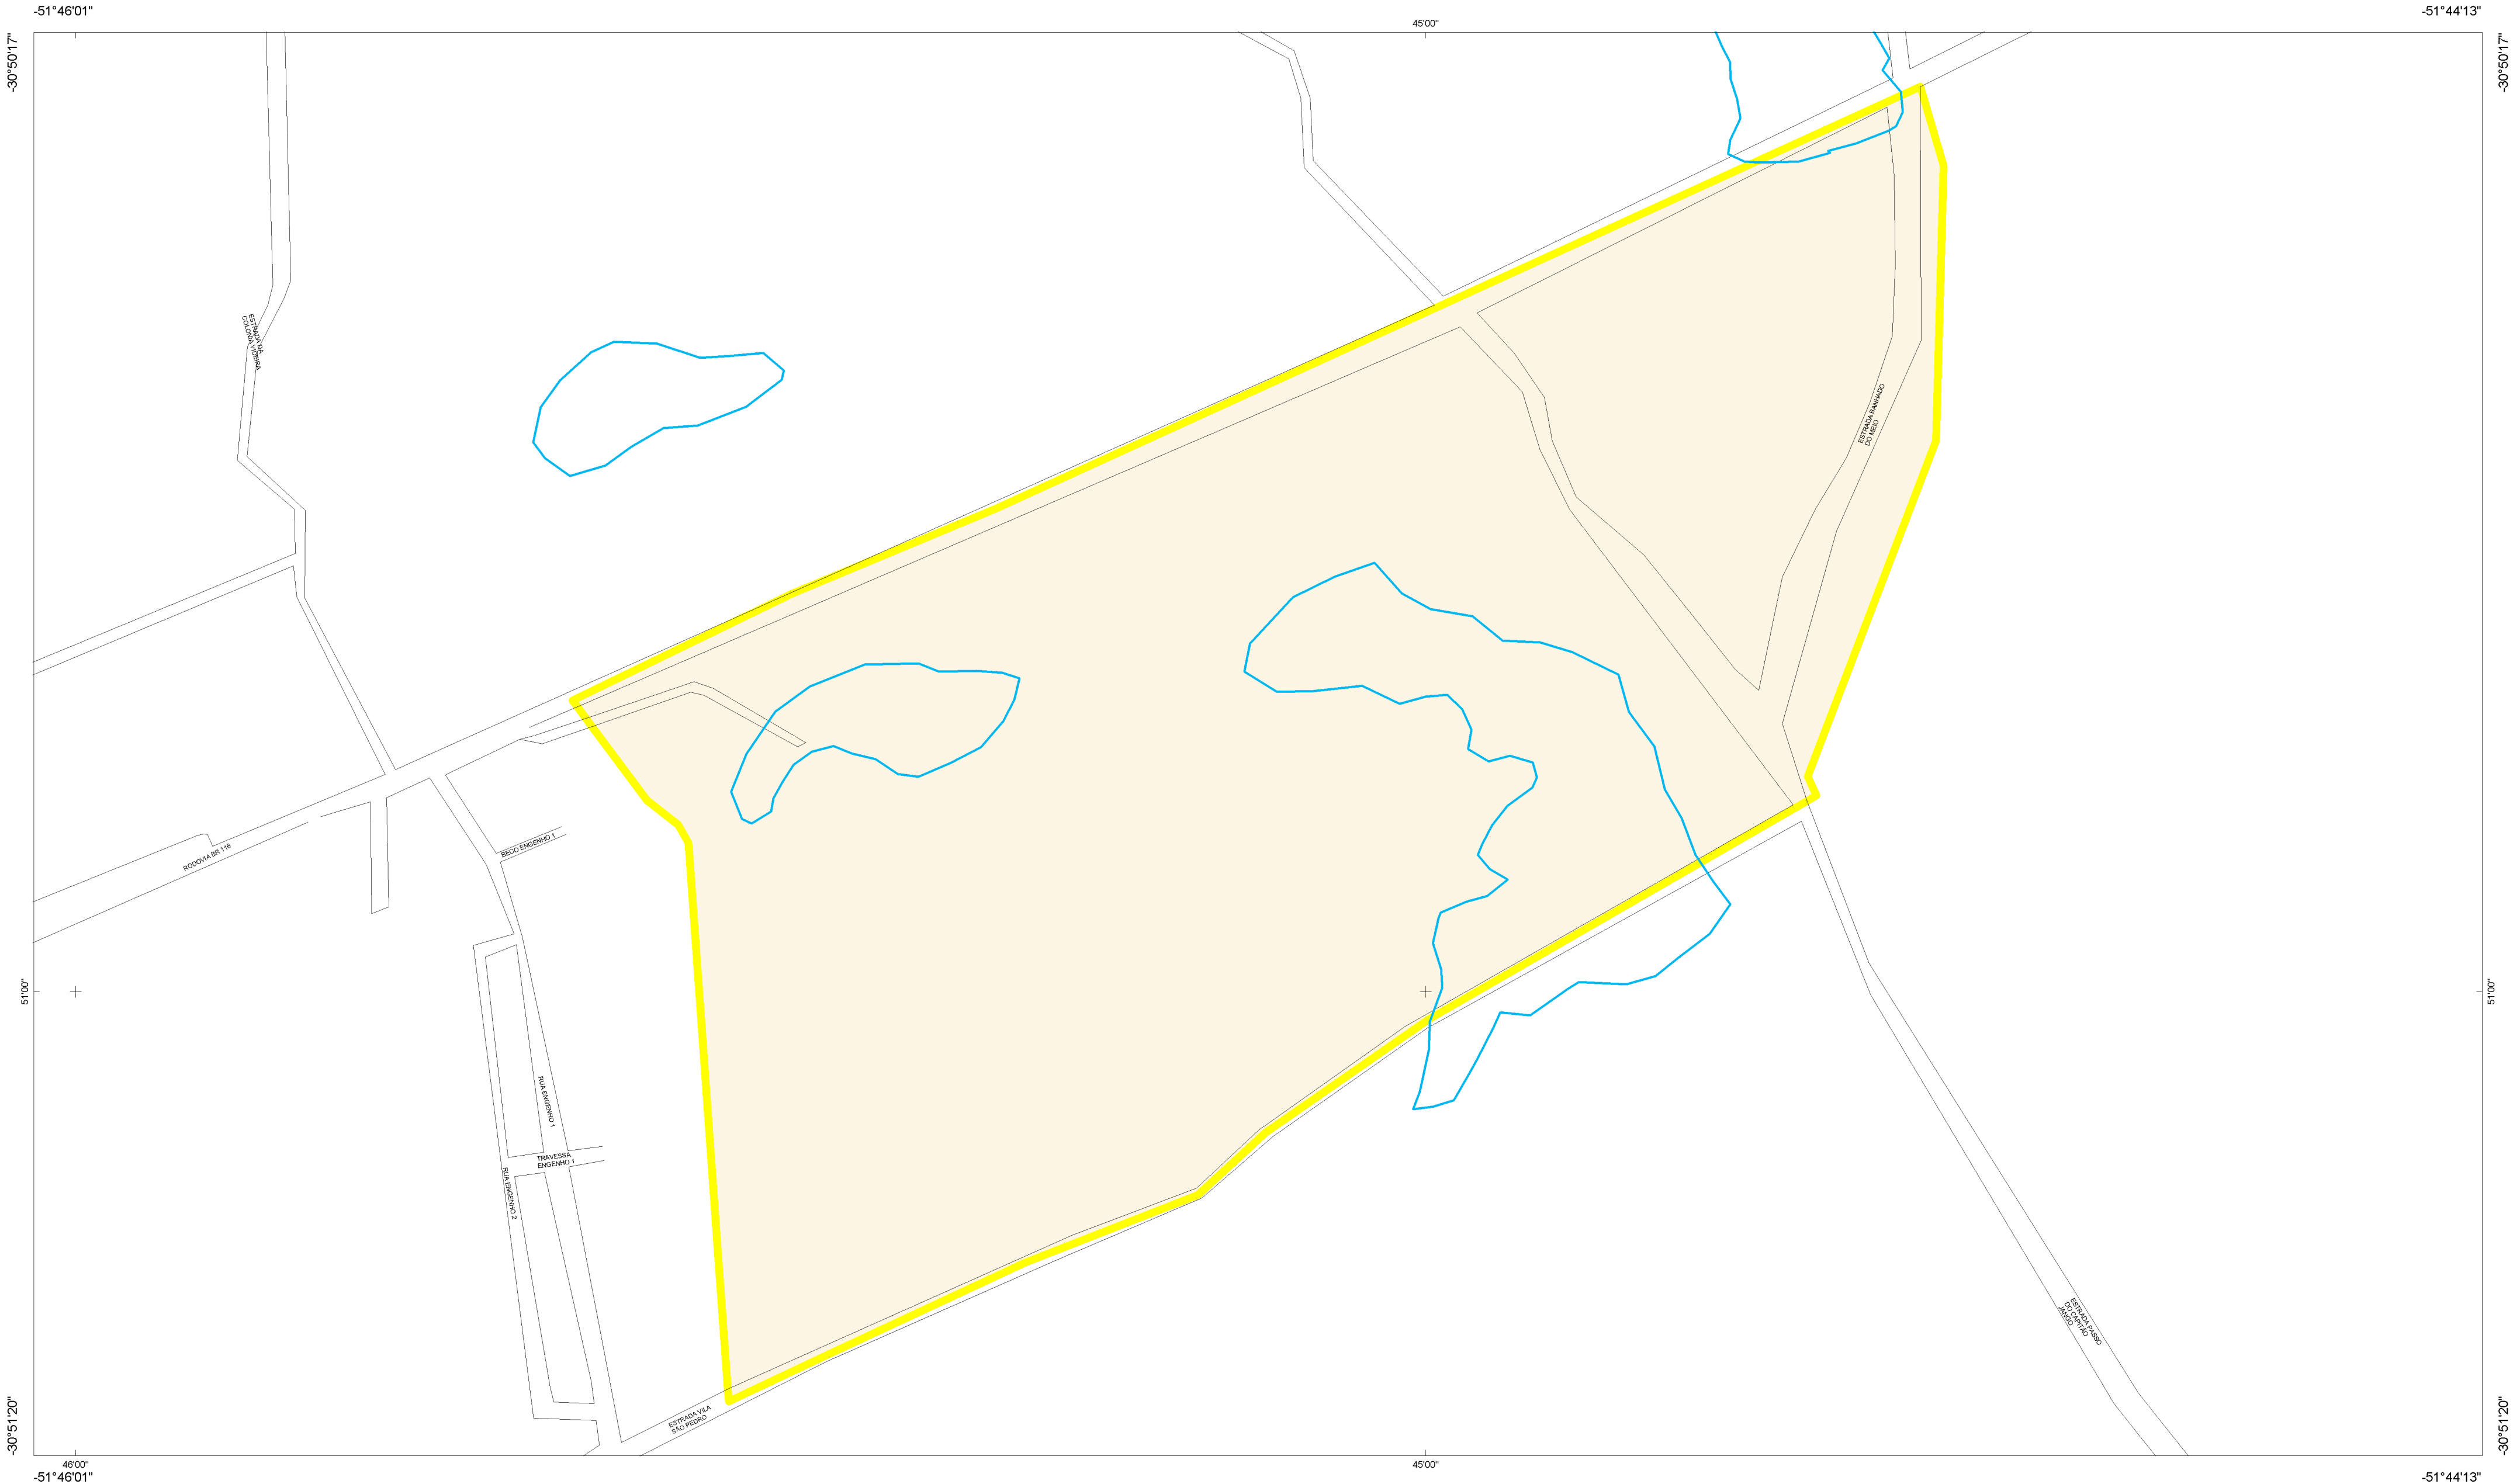 -51°46'01"
45'00"
-51°44'13"
-30°50'17"
-30°50'17"
ESTRADA DA
COLONIA VIDEIRA
ESTRADA BANHADO
DO MEIO
RODOVIA BR 116
BECO ENGENHO 1
51'00"
51'00"
RUA ENGENHO 1
TRAVESSA
ENGENHO 1
RUA ENGENHO 2
ESTRADA PASSO
DO CAPITÃO
JANGO
ESTRADA VILA
SÃO PEDRO
-30°51'20"
-30°51'20"
46'00"
45'00"
-51°46'01"
-51°44'13"